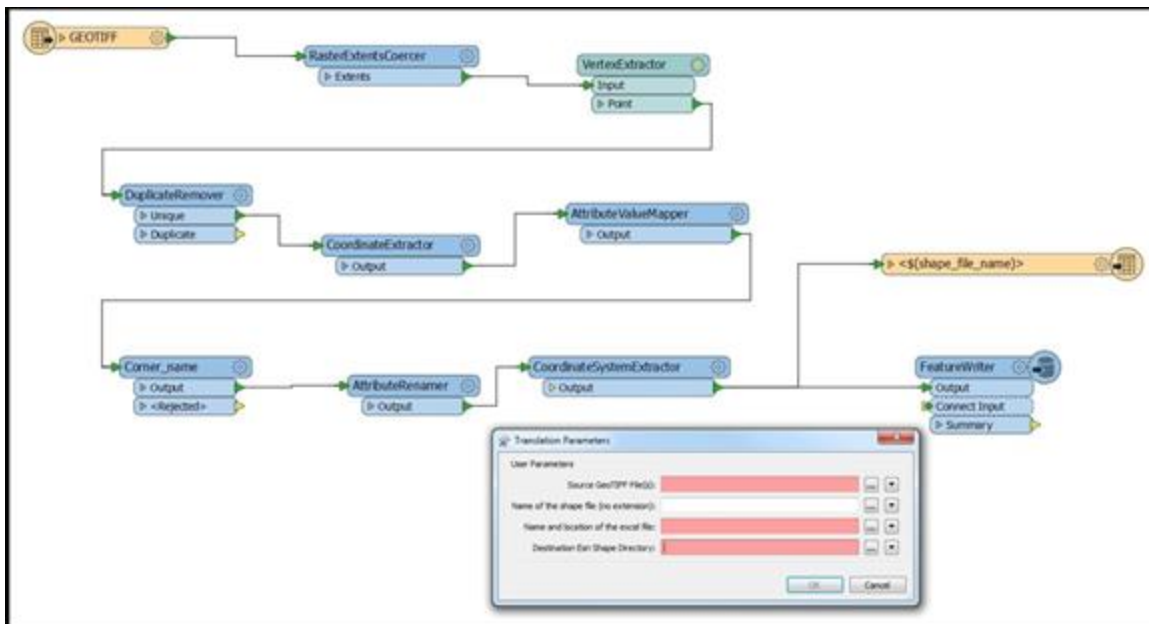 GEOTIFF
RasterExtentsCoercer
Extents
VertexExtractor
Input
Point
DuplicateRemover
Unique
Duplicate
CoordinateExtractor
Output
AttributeValueMapper
Output
<$(shape_file_name)>
Corner_name
Output
<Rejected>
AttributeRenamer
Output
CoordinateSystemExtractor
Output
FeatureWriter
Output
Connect Input
Summary
Translation Parameters
User Parameters
Source GeoTIFF File(s):
Name of the shape file (no extension):
Name and location of the excel file:
Destination Esri Shape Directory:
OK
Cancel